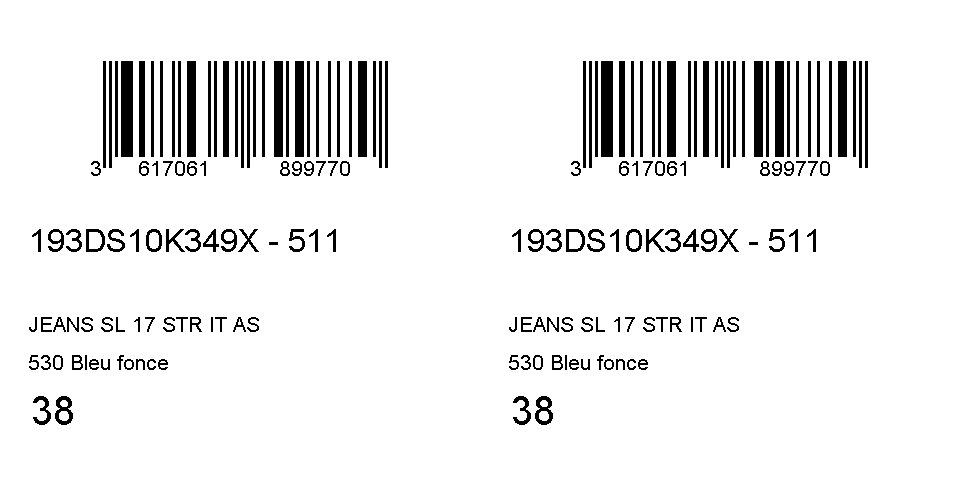 3 617061 899770
193DS10K349X - 511
JEANS SL 17 STR IT AS
530 Bleu fonce
38
3 617061 899770
193DS10K349X - 511
JEANS SL 17 STR IT AS
530 Bleu fonce
38